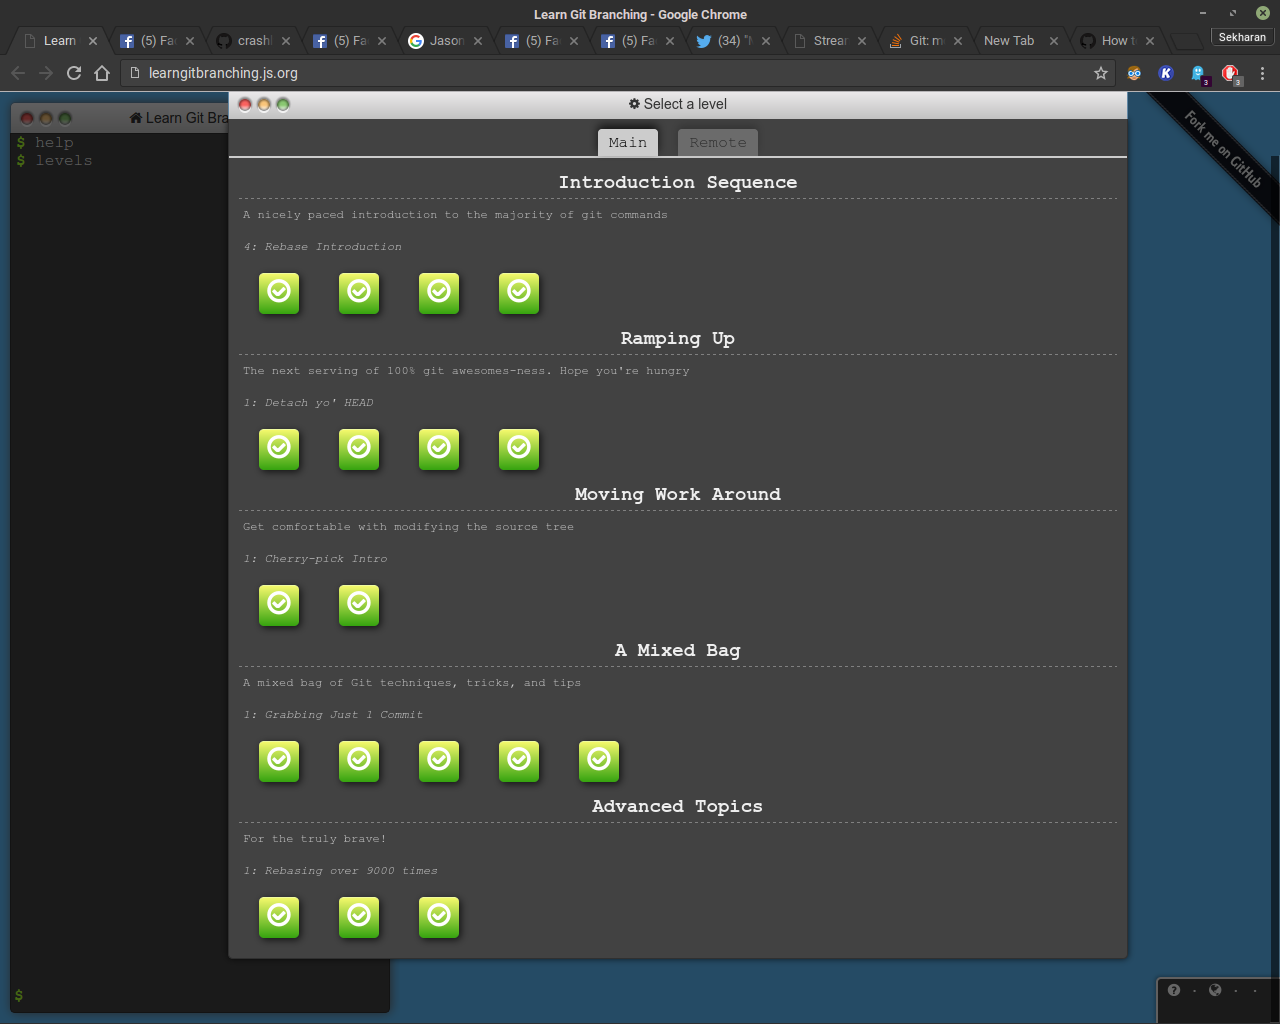 Learn Git Branching - Google Chrome
Learn
(5) Fa
crash
(5) Fa
Jason
(5) Fa
(5) Fa
(34) "
Strear
Git: m
New Tab
How t
Sekharan
learngitbranching.js.org
3
3
Learn Git Bra
Select a level
Fork me on GitHub
$ help
$ levels
Main
Remote
Introduction Sequence
A nicely paced introduction to the majority of git commands
4: Rebase Introduction
Ramping Up
The next serving of 100% git awesomes-ness. Hope you're hungry
1: Detach yo' HEAD
Moving Work Around
Get comfortable with modifying the source tree
1: Cherry-pick Intro
A Mixed Bag
A mixed bag of Git techniques, tricks, and tips
1: Grabbing Just 1 Commit
Advanced Topics
For the truly brave!
1: Rebasing over 9000 times
$